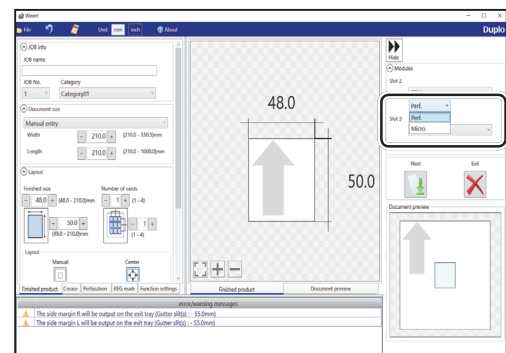 Wizard
File
Unit
mm
inch
About
Duplo
JOB info
JOB name
JOB No.
Category
1
Category01
Document size
Manual entry
Width
- 210.0 + (210.0 - 330.5)mm
Length
- 210.0 + (210.0 - 1000.0)mm
Layout
Finished size
Number of cards
- 48.0 + (48.0 - 210.0)mm
- 1 + (1 - 4)
- 50.0 +
- 1 +
(49.0 - 210.0)mm
(1 - 4)
Layout
Manual
Center
Finished product
Crease
Perforation
REG mark
Function settings
48.0
50.0
Finished product
Document preview
Hide
Modules
Slot 2
Slot 3
Perf.
Perf.
Micro
Next
Exit
Document preview
error/warning messages
The side margin R will be output on the exit tray (Gutter slit(s) : - 55.0mm)
The side margin L will be output on the exit tray (Gutter slit(s) : - 55.0mm)